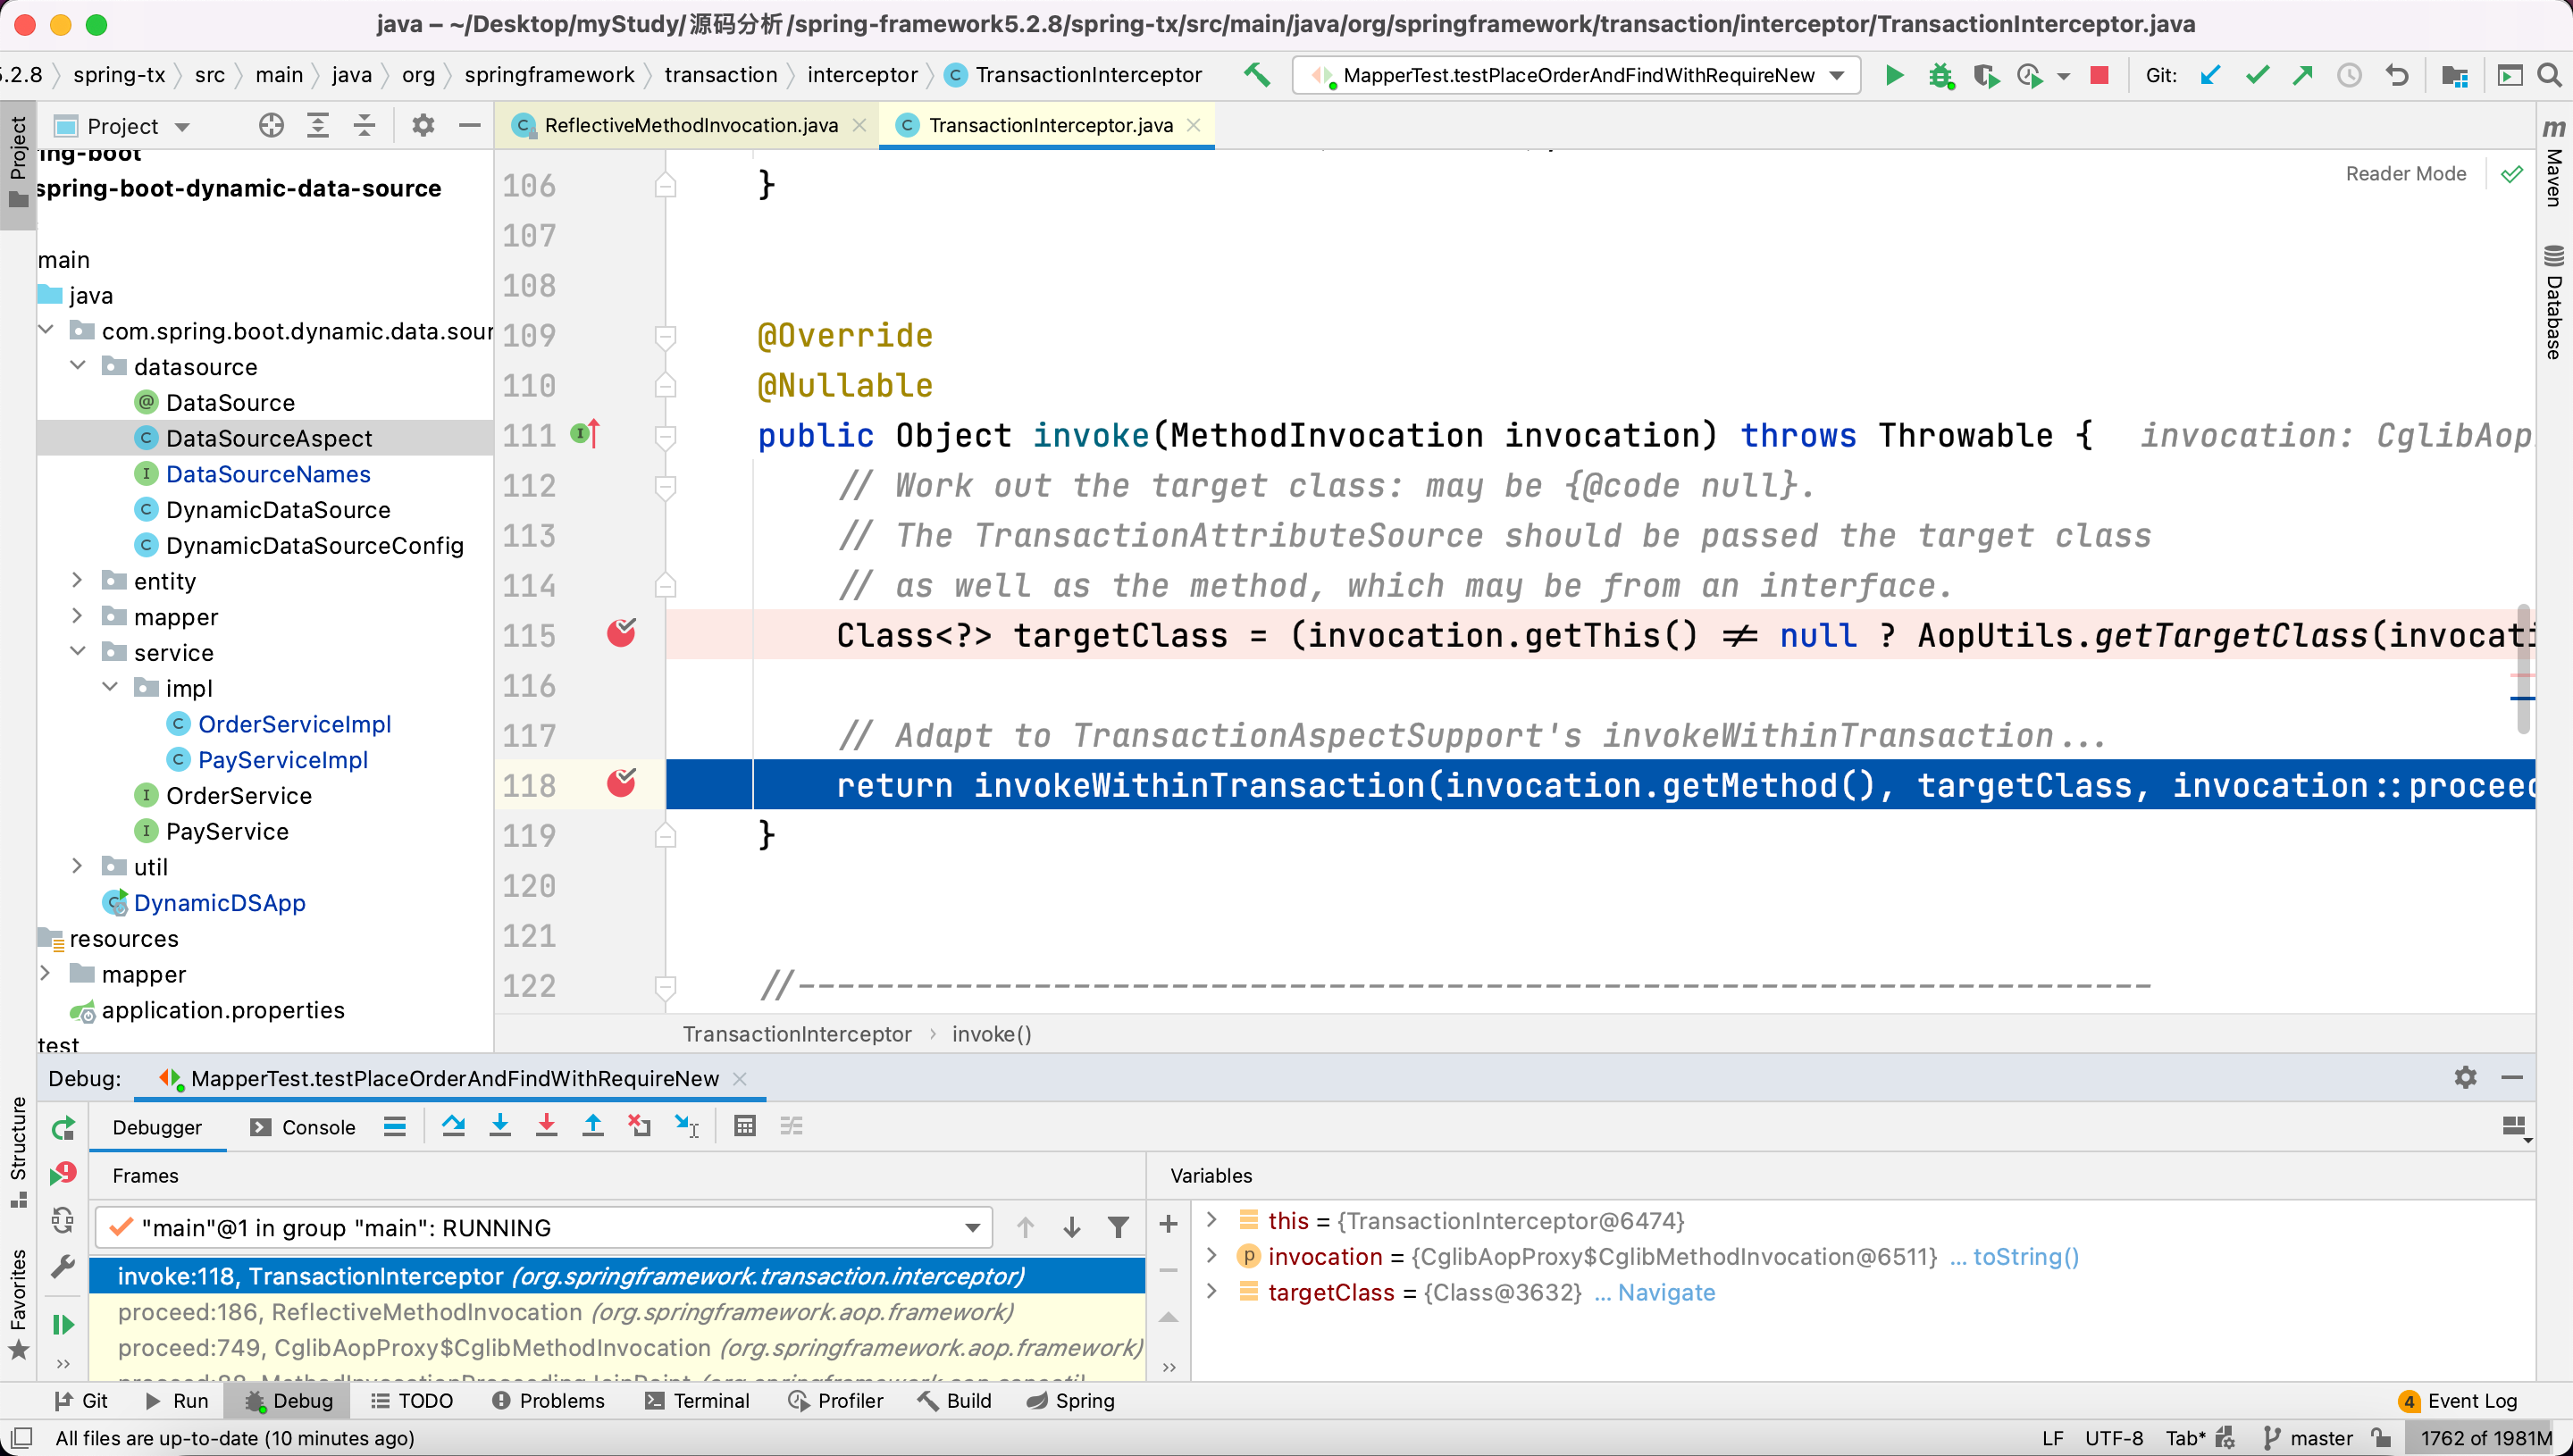 java – ~/Desktop/myStudy/源码分析/spring-framework5.2.8/spring-tx/src/main/java/org/springframework/transaction/interceptor/TransactionInterceptor.java
5.2.8 spring-tx src main java org springframework transaction interceptor TransactionInterceptor MapperTest.testPlaceOrderAndFindWithRequireNew Git:
Project
ReflectiveMethodInvocation.java TransactionInterceptor.java
Project
Structure
Favorites
Maven
Database
Reader Mode
spring-boot-dynamic-data-source
main
java
com.spring.boot.dynamic.data.sour
datasource
DataSource
DataSourceAspect
DataSourceNames
DynamicDataSource
DynamicDataSourceConfig
entity
mapper
service
impl
OrderServiceImpl
PayServiceImpl
OrderService
PayService
util
DynamicDSApp
resources
mapper
application.properties
test
106 }
107
108
109 @Override
110 @Nullable
111 public Object invoke(MethodInvocation invocation) throws Throwable { invocation: CglibAop
112 // Work out the target class: may be {@code null}.
113 // The TransactionAttributeSource should be passed the target class
114 // as well as the method, which may be from an interface.
115 Class<?> targetClass = (invocation.getThis() != null ? AopUtils.getTargetClass(invocati
116
117 // Adapt to TransactionAspectSupport's invokeWithinTransaction...
118 return invokeWithinTransaction(invocation.getMethod(), targetClass, invocation::proceed
119 }
120
121
122 //---------------------------------------------------------------------
TransactionInterceptor › invoke()
Debug: MapperTest.testPlaceOrderAndFindWithRequireNew
Debugger Console
Frames
"main"@1 in group "main": RUNNING
invoke:118, TransactionInterceptor (org.springframework.transaction.interceptor)
proceed:186, ReflectiveMethodInvocation (org.springframework.aop.framework)
proceed:749, CglibAopProxy$CglibMethodInvocation (org.springframework.aop.framework)
Variables
this = {TransactionInterceptor@6474}
invocation = {CglibAopProxy$CglibMethodInvocation@6511} ... toString()
targetClass = {Class@3632} ... Navigate
Git Run Debug TODO Problems Terminal Profiler Build Spring 4 Event Log
All files are up-to-date (10 minutes ago) LF UTF-8 Tab* master 1762 of 1981M